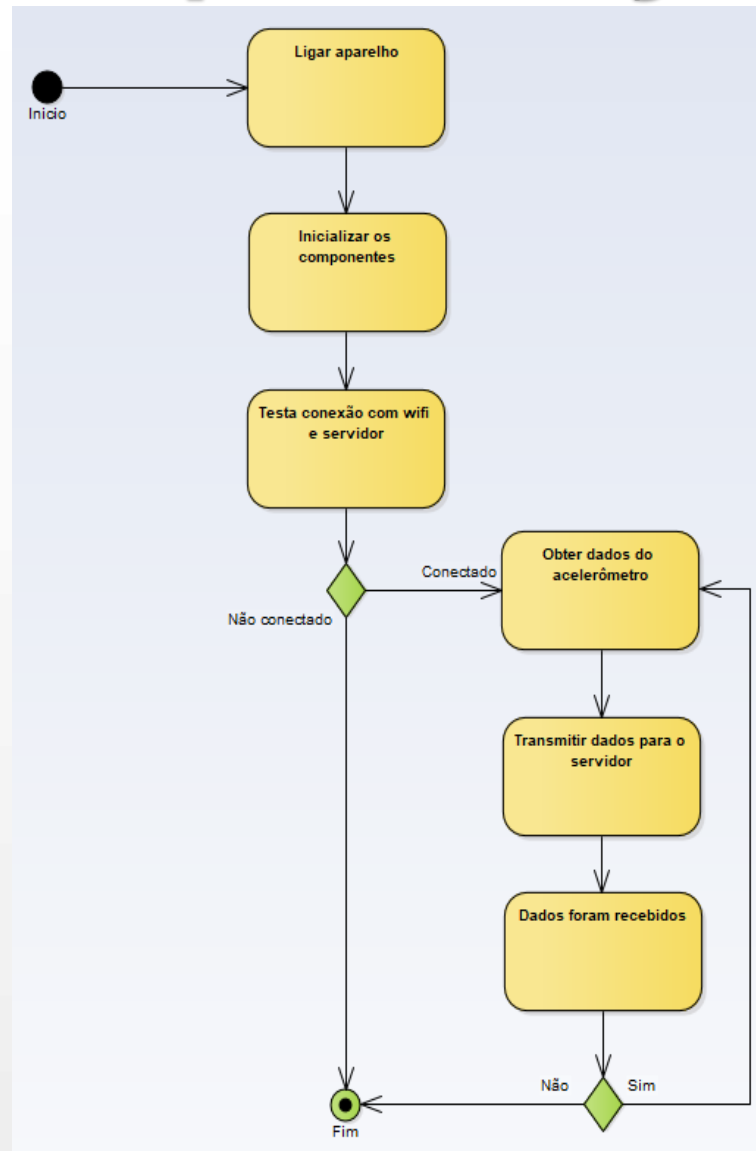 Ligar aparelho
Inicio
Inicializar os
componentes
Testa conexão com wifi
e servidor
Obter dados do
acelerômetro
Conectado
Não conectado
Transmitir dados para o
servidor
Dados foram recebidos
Não
Sim
Fim